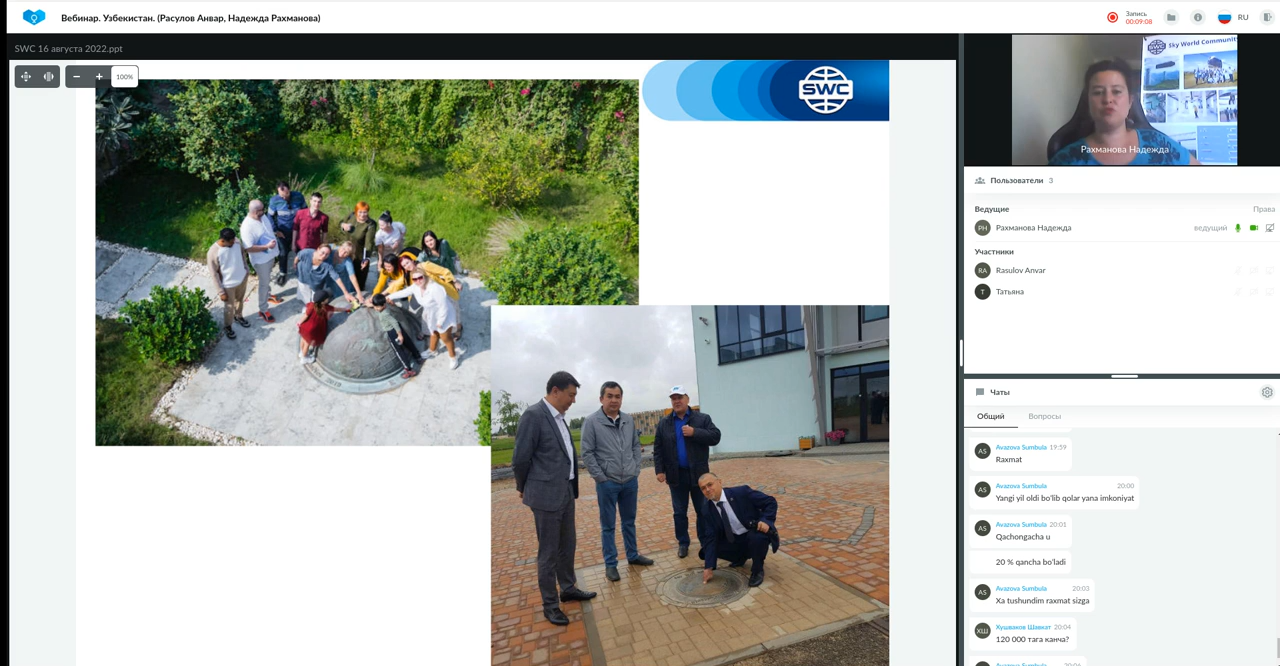 Вебинар. Узбекистан. (Расулов Анвар, Надежда Рахманова)
Запись
00:09:08
RU
SWC 16 августа 2022.ppt
100%
SWC
Sky World Community
Рахманова Надежда
Пользователи 3
Ведущие Права
РН Рахманова Надежда ведущий
Участники
RA Rasulov Anvar
Т Татьяна
Чаты
Общий Вопросы
AS Avazova Sumbula 19:59
Raxmat
AS Avazova Sumbula 20:00
Yangi yil oldi bo'lib qolar yana imkoniyat
AS Avazova Sumbula 20:01
Qachongacha u
20 % qancha bo'ladi
AS Avazova Sumbula 20:03
Xa tushundim raxmat sizga
ХШ Хушваков Шавкат 20:04
120 000 тага канча?